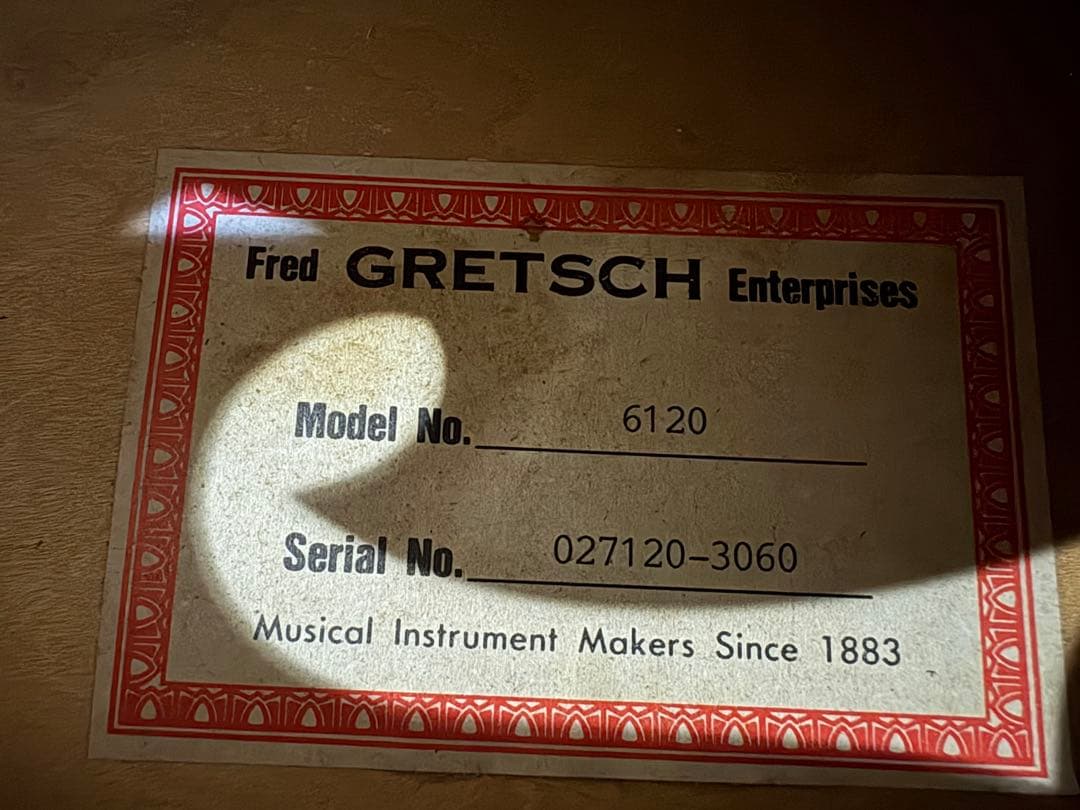 Fred GRETSCH Enterprises
Model No. 6120
Serial No. 027120-3060
Musical Instrument Makers Since 1883